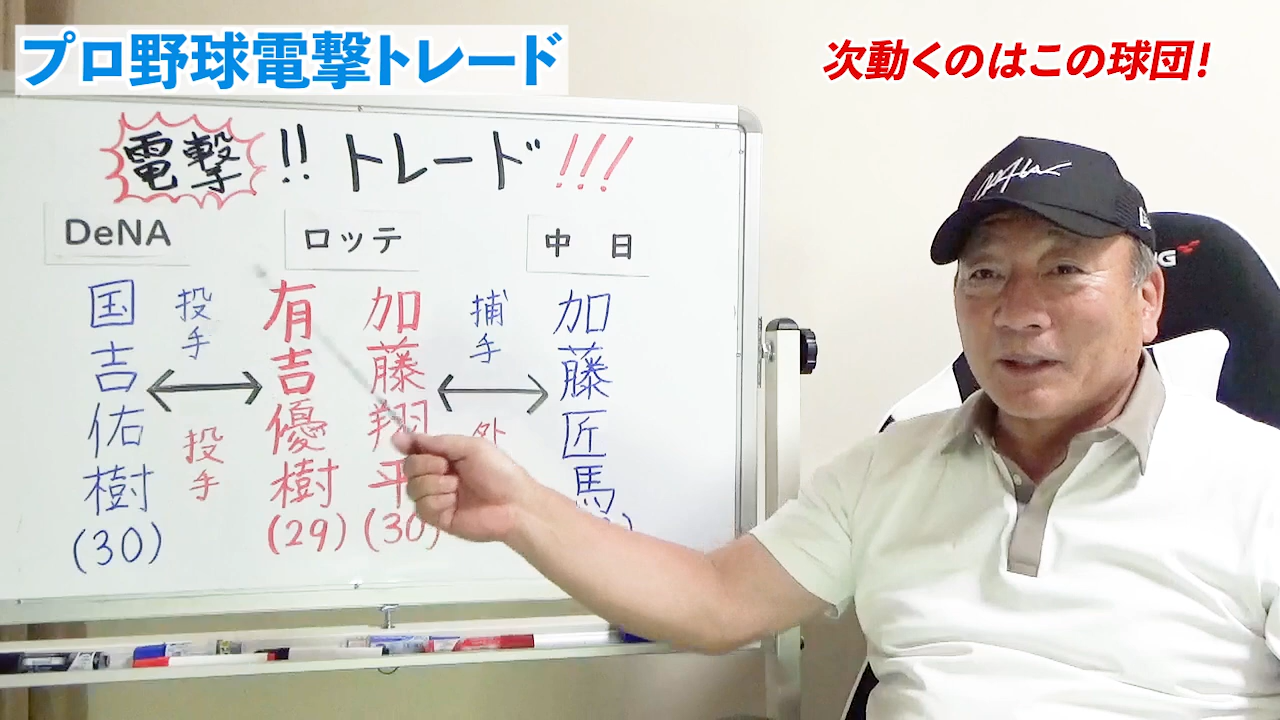 プロ野球電撃トレード
次動くのはこの球団!
電撃!!トレード!!!
DeNA
ロッテ
中日
国吉佑樹
(30)
投手
投手
有吉優樹
(29)
加藤翔平
(30)
捕手
外
加藤匠馬